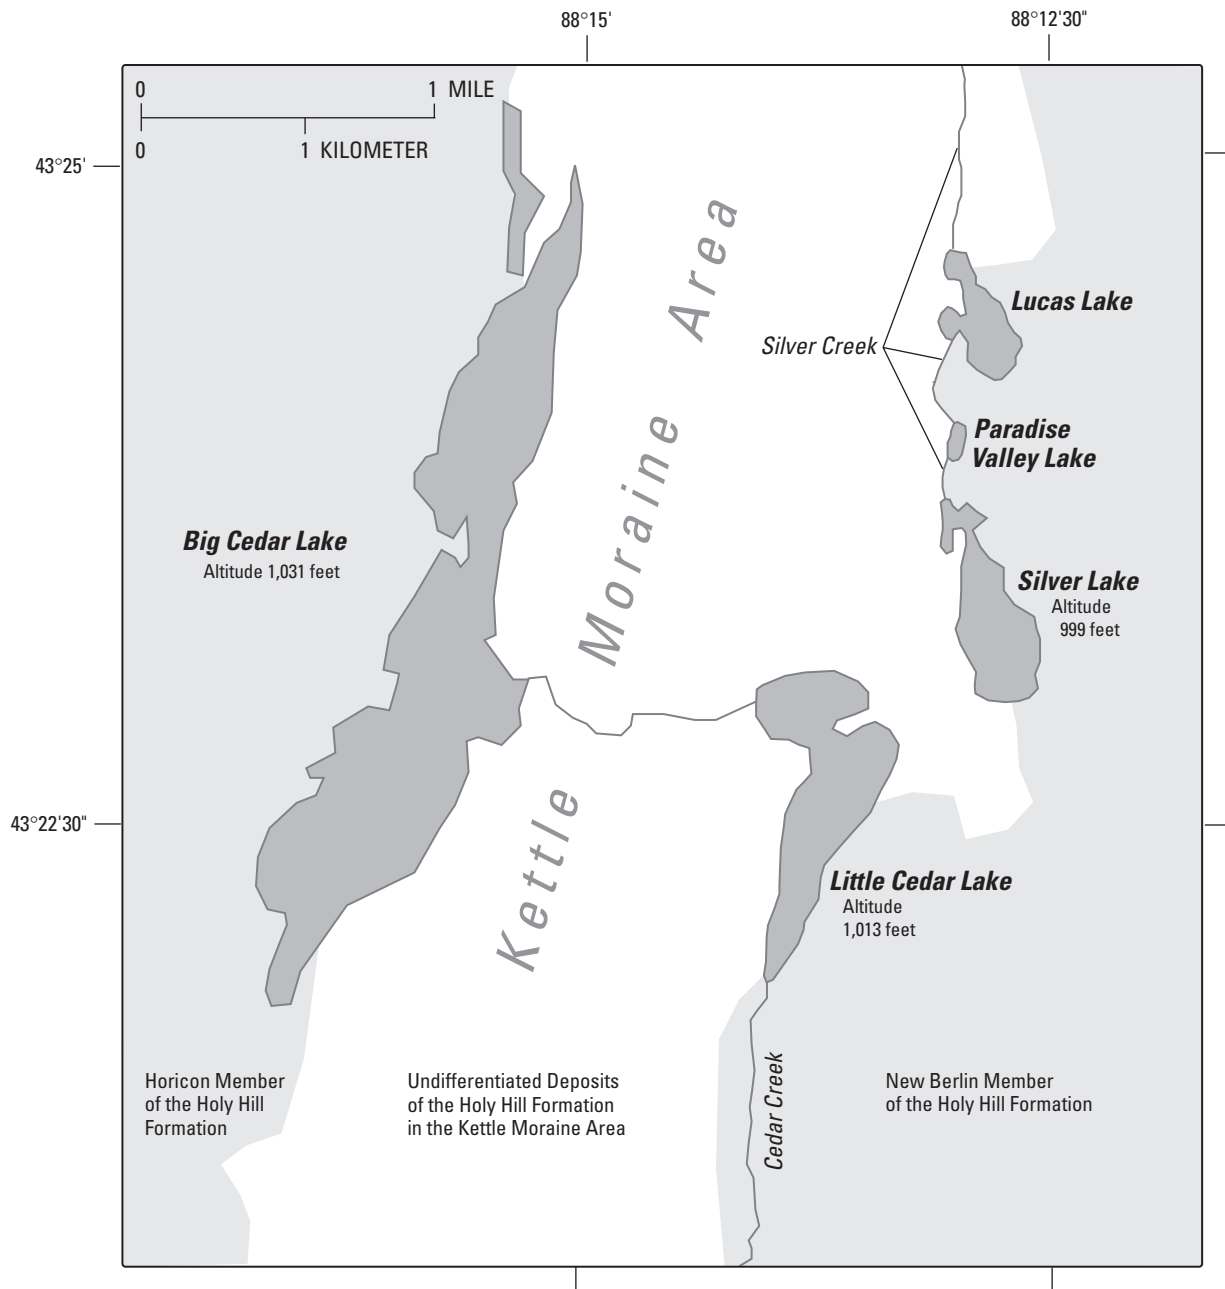 88°15'
88°12'30"
0
1 MILE
0
1 KILOMETER
43°25'
Kettle Moraine Area
Lucas Lake
Silver Creek
Paradise
Valley Lake
Big Cedar Lake
Altitude 1,031 feet
Silver Lake
Altitude
999 feet
43°22'30"
Little Cedar Lake
Altitude
1,013 feet
Cedar Creek
Horicon Member
of the Holy Hill
Formation
Undifferentiated Deposits
of the Holy Hill Formation
in the Kettle Moraine Area
New Berlin Member
of the Holy Hill Formation